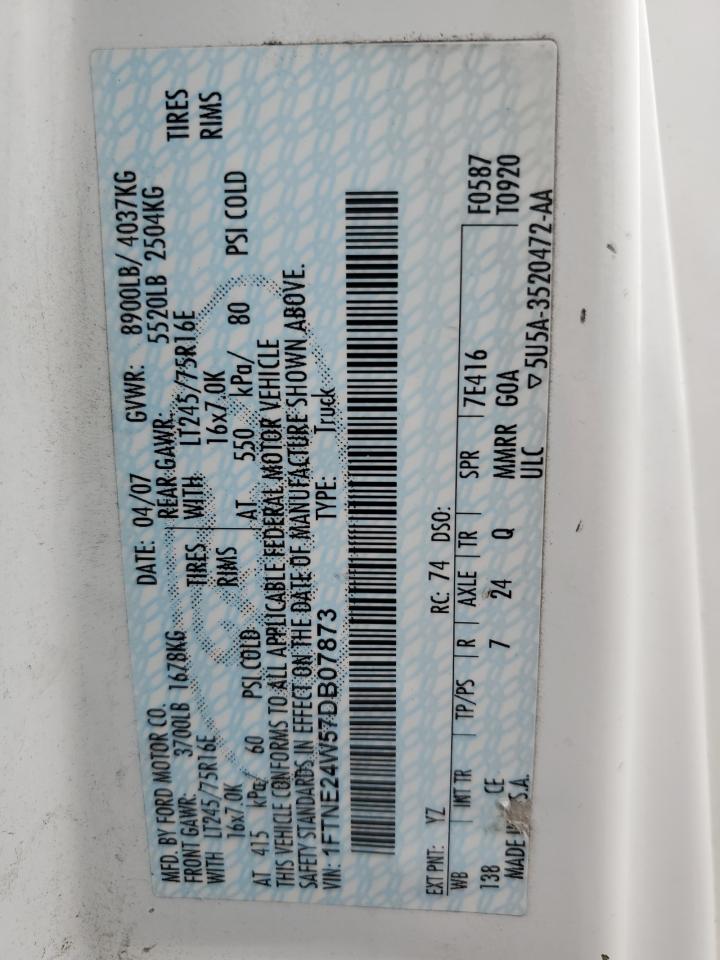 MFD. BY FORD MOTOR CO. DATE: 04/07 GVWR: 8900LB/ 4037KG
FRONT GAWR: 3700LB 1678KG REAR GAWR: 5520LB 2504KG
WITH LT245/75R16E TIRES WITH LT245/75R16E TIRES
16x7.0K RIMS 16x7.0K RIMS
AT 415 kPa/ 60 PSI COLD AT 550 kPa/ 80 PSI COLD
THIS VEHICLE CONFORMS TO ALL APPLICABLE FEDERAL MOTOR VEHICLE
SAFETY STANDARDS IN EFFECT ON THE DATE OF MANUFACTURE SHOWN ABOVE.
VIN: 1FTNE24W57DB07873 TYPE: Truck
EXT PNT: YZ RC: 74 DSO:
WB INT TR TP/PS R AXLE TR SPR 7E416 F0587
138 CE 7 24 Q MMRR GOA T0920
MADE U.S.A. ULC ▽5U5A-3520472-AA